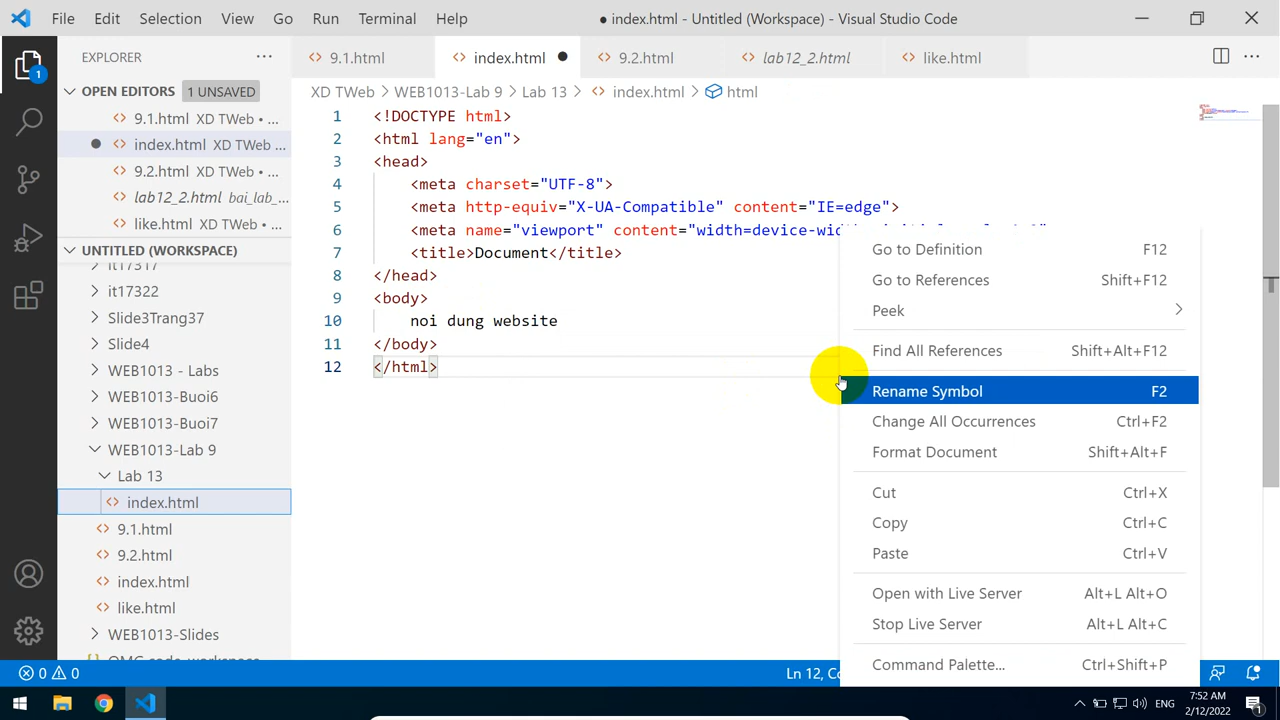 File Edit Selection View Go Run Terminal Help ● index.html - Untitled (Workspace) - Visual Studio Code
EXPLORER ···
9.1.html index.html ● 9.2.html lab12_2.html like.html ···
1
OPEN EDITORS 1 UNSAVED
9.1.html XD TWeb • ...
● index.html XD TWeb ...
9.2.html XD TWeb • ...
lab12_2.html bai_lab_...
like.html XD TWeb • ...
UNTITLED (WORKSPACE)
it17317
it17322
Slide3Trang37
Slide4
WEB1013 - Labs
WEB1013-Buoi6
WEB1013-Buoi7
WEB1013-Lab 9
Lab 13
index.html
9.1.html
9.2.html
index.html
like.html
WEB1013-Slides
XD TWeb > WEB1013-Lab 9 > Lab 13 > index.html > html
1 <!DOCTYPE html>
2 <html lang="en">
3 <head>
4 <meta charset="UTF-8">
5 <meta http-equiv="X-UA-Compatible" content="IE=edge">
6 <meta name="viewport" content="width=device-width
7 <title>Document</title>
8 </head>
9 <body>
10 noi dung website
11 </body>
12 </html>
Go to Definition F12
Go to References Shift+F12
Peek >
Find All References Shift+Alt+F12
Rename Symbol F2
Change All Occurrences Ctrl+F2
Format Document Shift+Alt+F
Cut Ctrl+X
Copy Ctrl+C
Paste Ctrl+V
Open with Live Server Alt+L Alt+O
Stop Live Server Alt+L Alt+C
Command Palette... Ctrl+Shift+P
0 0 Ln 12,
ENG 7:52 AM
2/12/2022 1